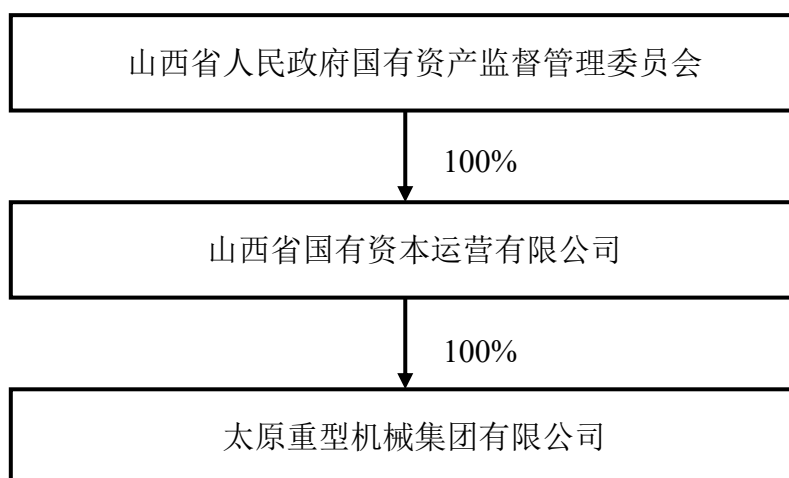 山西省人民政府国有资产监督管理委员会
100%
山西省国有资本运营有限公司
100%
太原重型机械集团有限公司